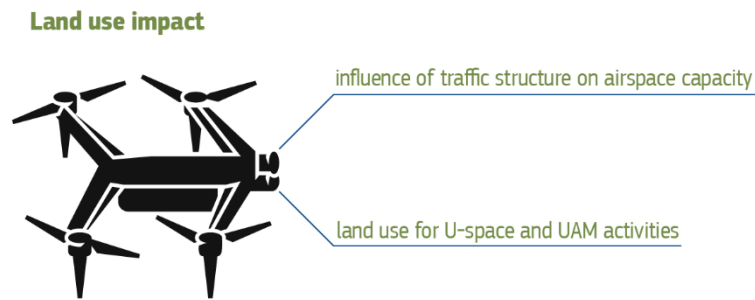 Land use impact
influence of traffic structure on airspace capacity
land use for U-space and UAM activities